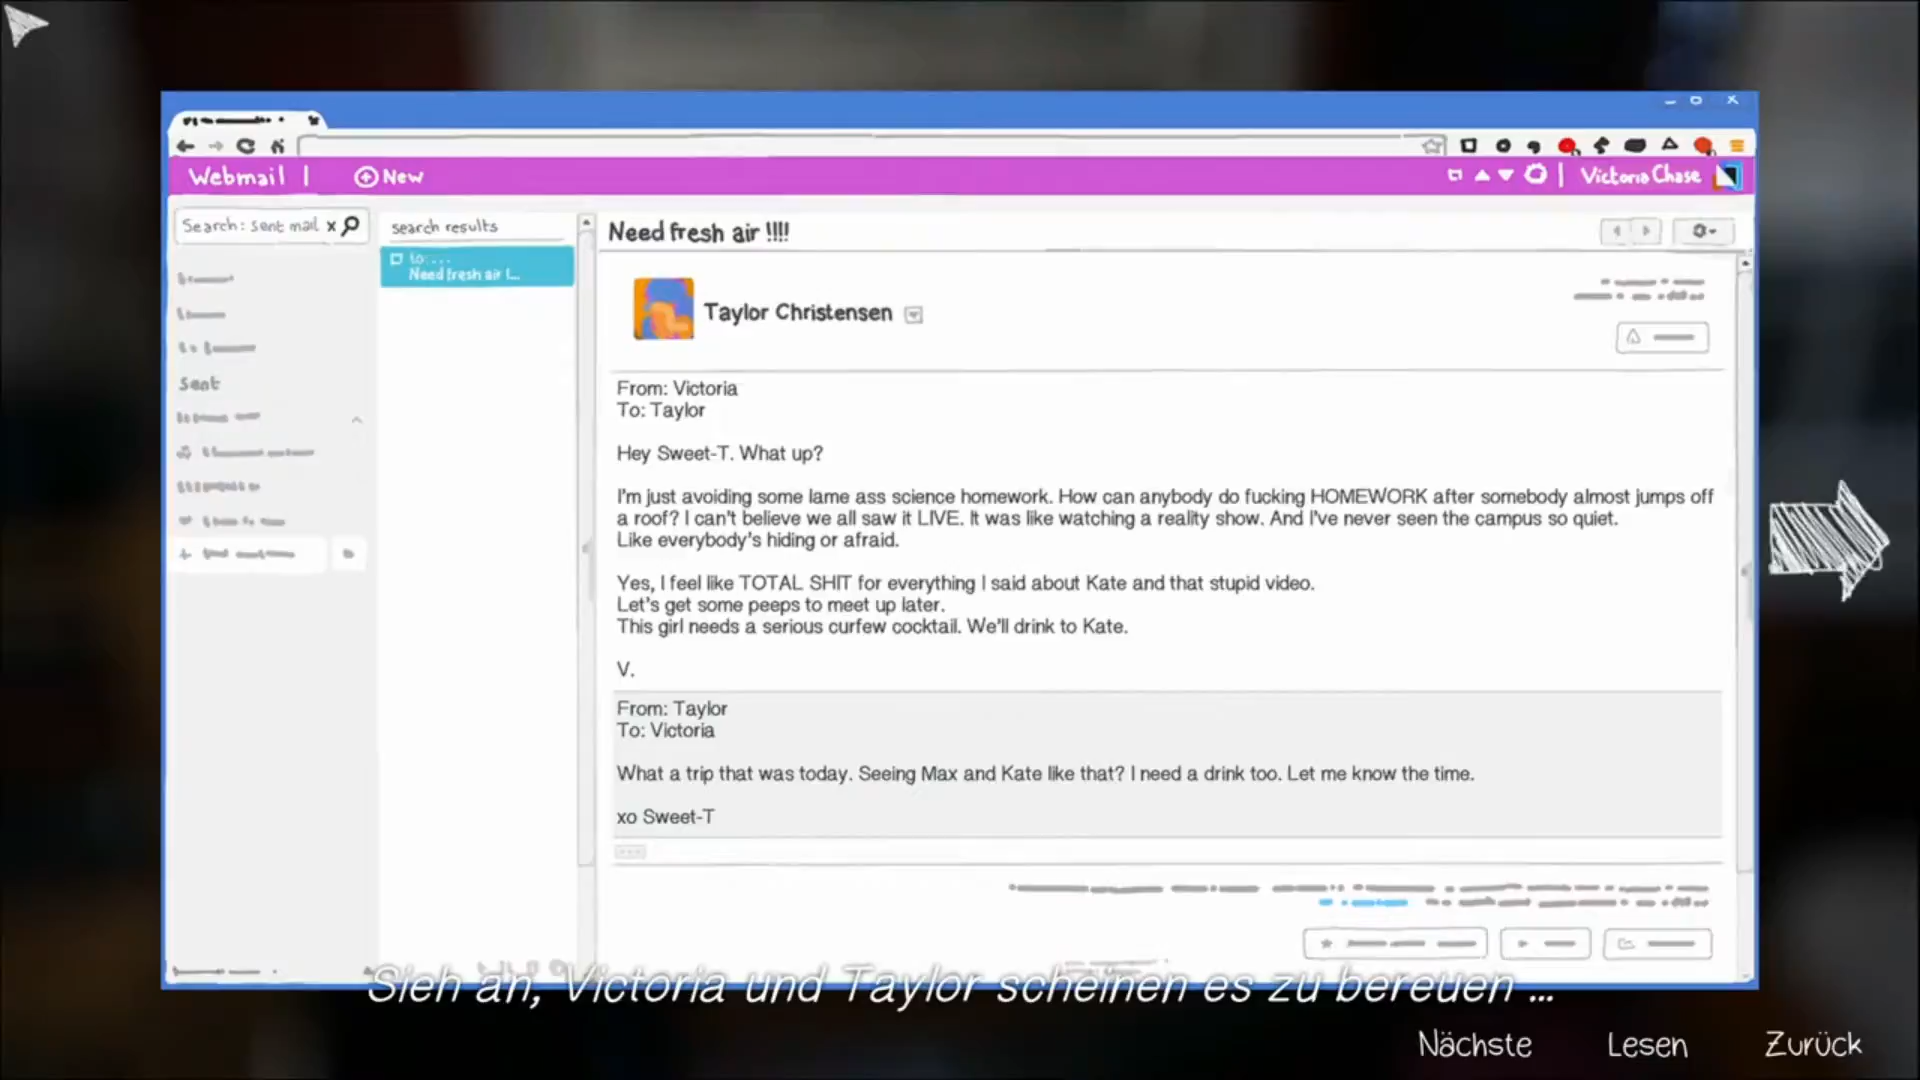 Webmail | New
Victoria Chase
Search: sent mail x
search results
Need fresh air !!!!
to:...
Need fresh air !...
Taylor Christensen
Sent
From: Victoria
To: Taylor
Hey Sweet-T. What up?
I'm just avoiding some lame ass science homework. How can anybody do fucking HOMEWORK after somebody almost jumps off
a roof? I can't believe we all saw it LIVE. It was like watching a reality show. And I've never seen the campus so quiet.
Like everybody's hiding or afraid.
Yes, I feel like TOTAL SHIT for everything I said about Kate and that stupid video.
Let's get some peeps to meet up later.
This girl needs a serious curfew cocktail. We'll drink to Kate.
V.
From: Taylor
To: Victoria
What a trip that was today. Seeing Max and Kate like that? I need a drink too. Let me know the time.
xo Sweet-T
Sieh an, Victoria und Taylor scheinen es zu bereuen ...
Nächste
Lesen
Zurück